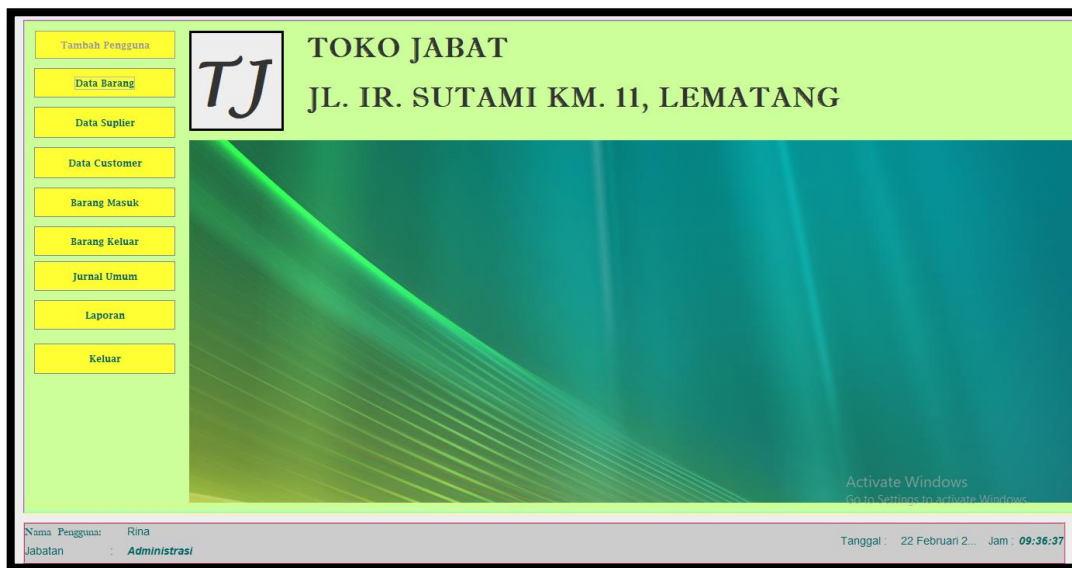 Tambah Pengguna
Data Barang
Data Suplier
Data Customer
Barang Masuk
Barang Keluar
Jurnal Umum
Laporan
Keluar
TJ
TOKO JABAT
JL. IR. SUTAMI KM. 11, LEMATANG
Activate Windows
Go to Settings to activate Windows.
Nama Pengguna: Rina
Jabatan : Administrasi
Tanggal : 22 Februari 2... Jam : 09:36:37